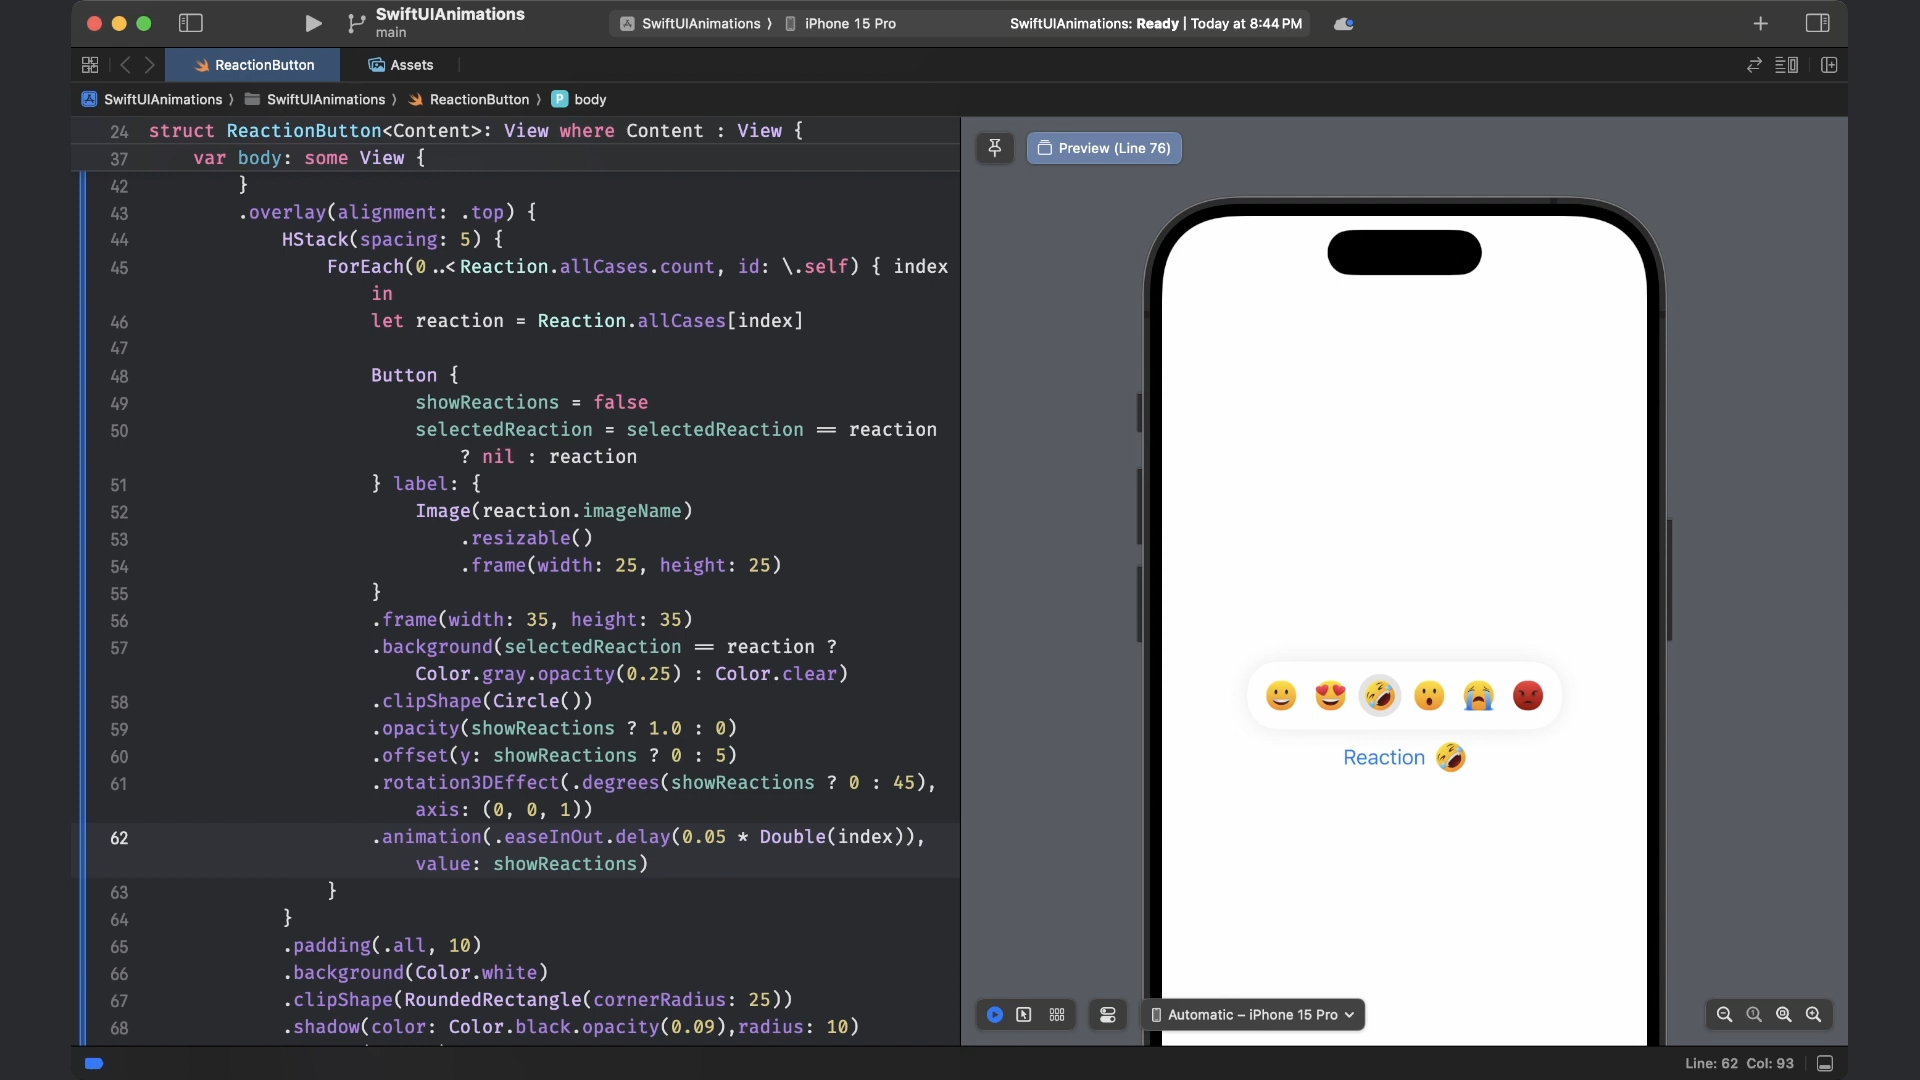 SwiftUIAnimations
main
SwiftUIAnimations 〉 iPhone 15 Pro
SwiftUIAnimations: Ready | Today at 8:44 PM
ReactionButton
Assets
SwiftUIAnimations 〉 SwiftUIAnimations 〉 ReactionButton 〉 P body
24 struct ReactionButton<Content>: View where Content : View {
37 var body: some View {
42 }
43 .overlay(alignment: .top) {
44 HStack(spacing: 5) {
45 ForEach(0..<Reaction.allCases.count, id: \.self) { index
in
46 let reaction = Reaction.allCases[index]
47
48 Button {
49 showReactions = false
50 selectedReaction = selectedReaction == reaction
? nil : reaction
51 } label: {
52 Image(reaction.imageName)
53 .resizable()
54 .frame(width: 25, height: 25)
55 }
56 .frame(width: 35, height: 35)
57 .background(selectedReaction == reaction ?
Color.gray.opacity(0.25) : Color.clear)
58 .clipShape(Circle())
59 .opacity(showReactions ? 1.0 : 0)
60 .offset(y: showReactions ? 0 : 5)
61 .rotation3DEffect(.degrees(showReactions ? 0 : 45),
axis: (0, 0, 1))
62 .animation(.easeInOut.delay(0.05 * Double(index)),
value: showReactions)
63 }
64 }
65 .padding(.all, 10)
66 .background(Color.white)
67 .clipShape(RoundedRectangle(cornerRadius: 25))
68 .shadow(color: Color.black.opacity(0.09),radius: 10)
Preview (Line 76)
Reaction
Automatic – iPhone 15 Pro
Line: 62 Col: 93